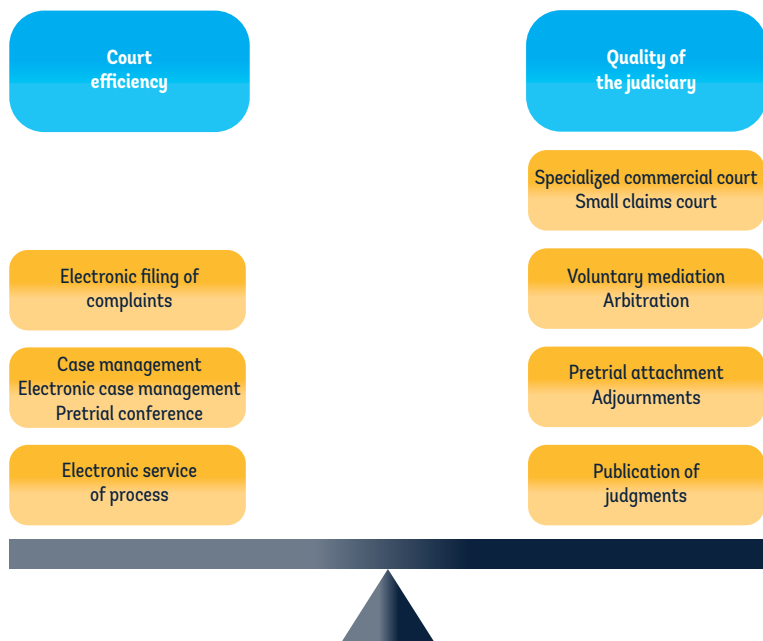 Court
efficiency
Electronic filing of
complaints
Case management
Electronic case management
Pretrial conference
Electronic service
of process
Quality of
the judiciary
Specialized commercial court
Small claims court
Voluntary mediation
Arbitration
Pretrial attachment
Adjournments
Publication of
judgments